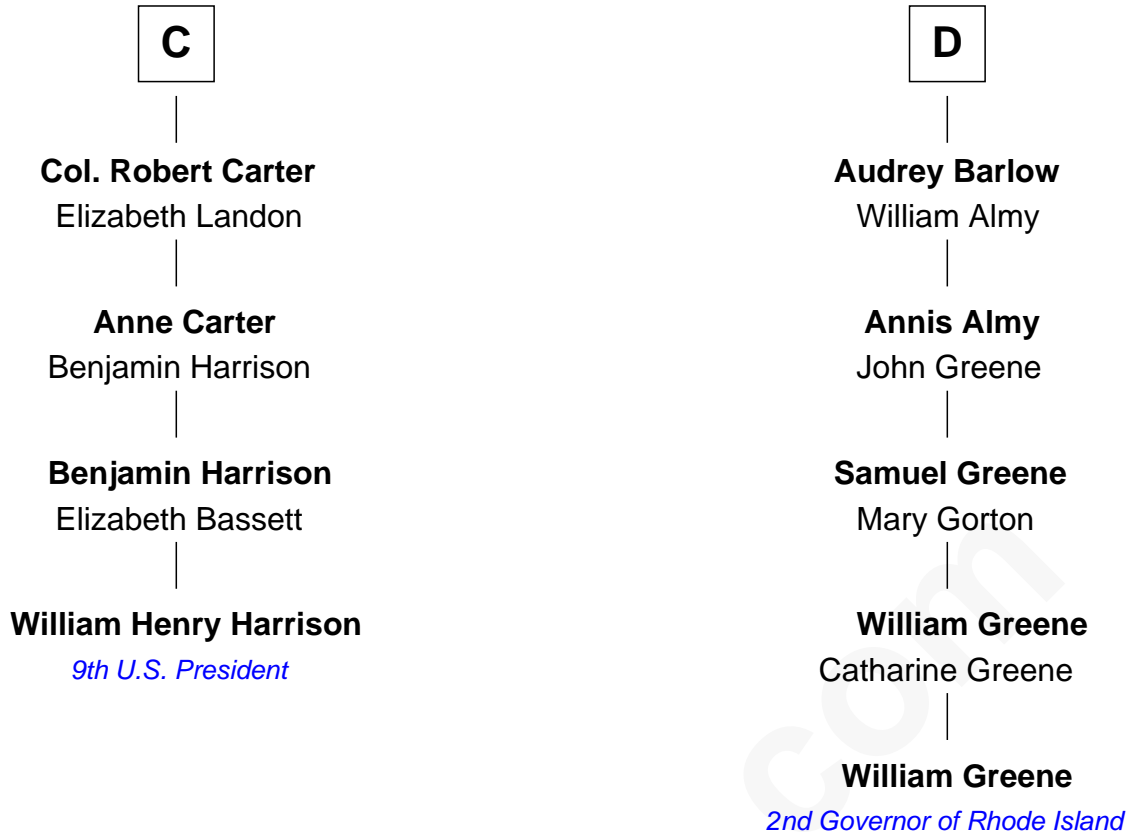 C
Col. Robert Carter
Elizabeth Landon
Anne Carter
Benjamin Harrison
Benjamin Harrison
Elizabeth Bassett
William Henry Harrison
9th U.S. President
D
Audrey Barlow
William Almy
Annis Almy
John Greene
Samuel Greene
Mary Gorton
William Greene
Catharine Greene
William Greene
2nd Governor of Rhode Island
com